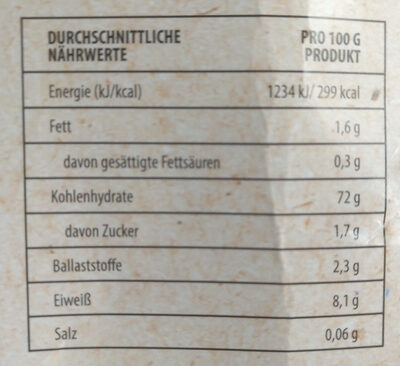 DURCHSCHNITTLICHE PRO 100 G
NÄHRWERTE PRODUKT
Energie (kJ/kcal) 1234 kJ/ 299 kcal
Fett 1,6 g
davon gesättigte Fettsäuren 0,3 g
Kohlenhydrate 72 g
davon Zucker 1,7 g
Ballaststoffe 2,3 g
Eiweiß 8,1 g
Salz 0,06 g